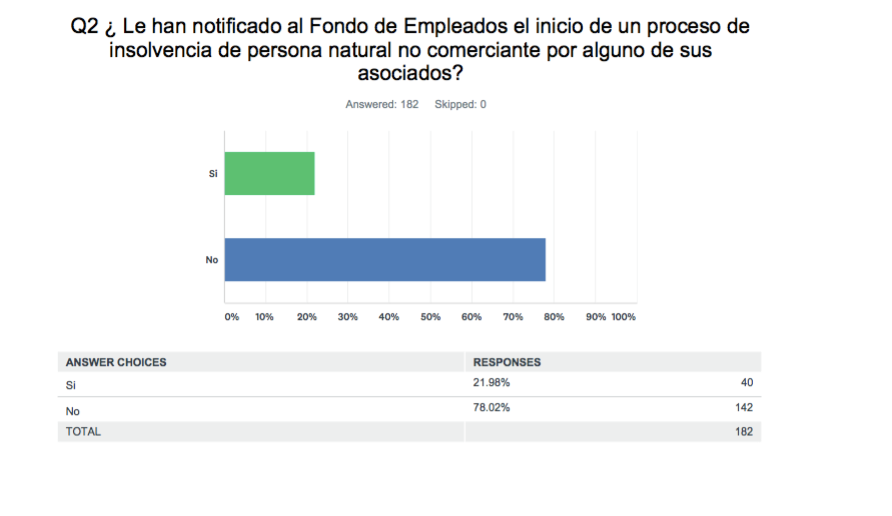 Q2 ¿ Le han notificado al Fondo de Empleados el inicio de un proceso de
insolvencia de persona natural no comerciante por alguno de sus
asociados?
Answered: 182 Skipped: 0
Si
No
0% 10% 20% 30% 40% 50% 60% 70% 80% 90% 100%
ANSWER CHOICES RESPONSES
Si 21.98% 40
No 78.02% 142
TOTAL 182